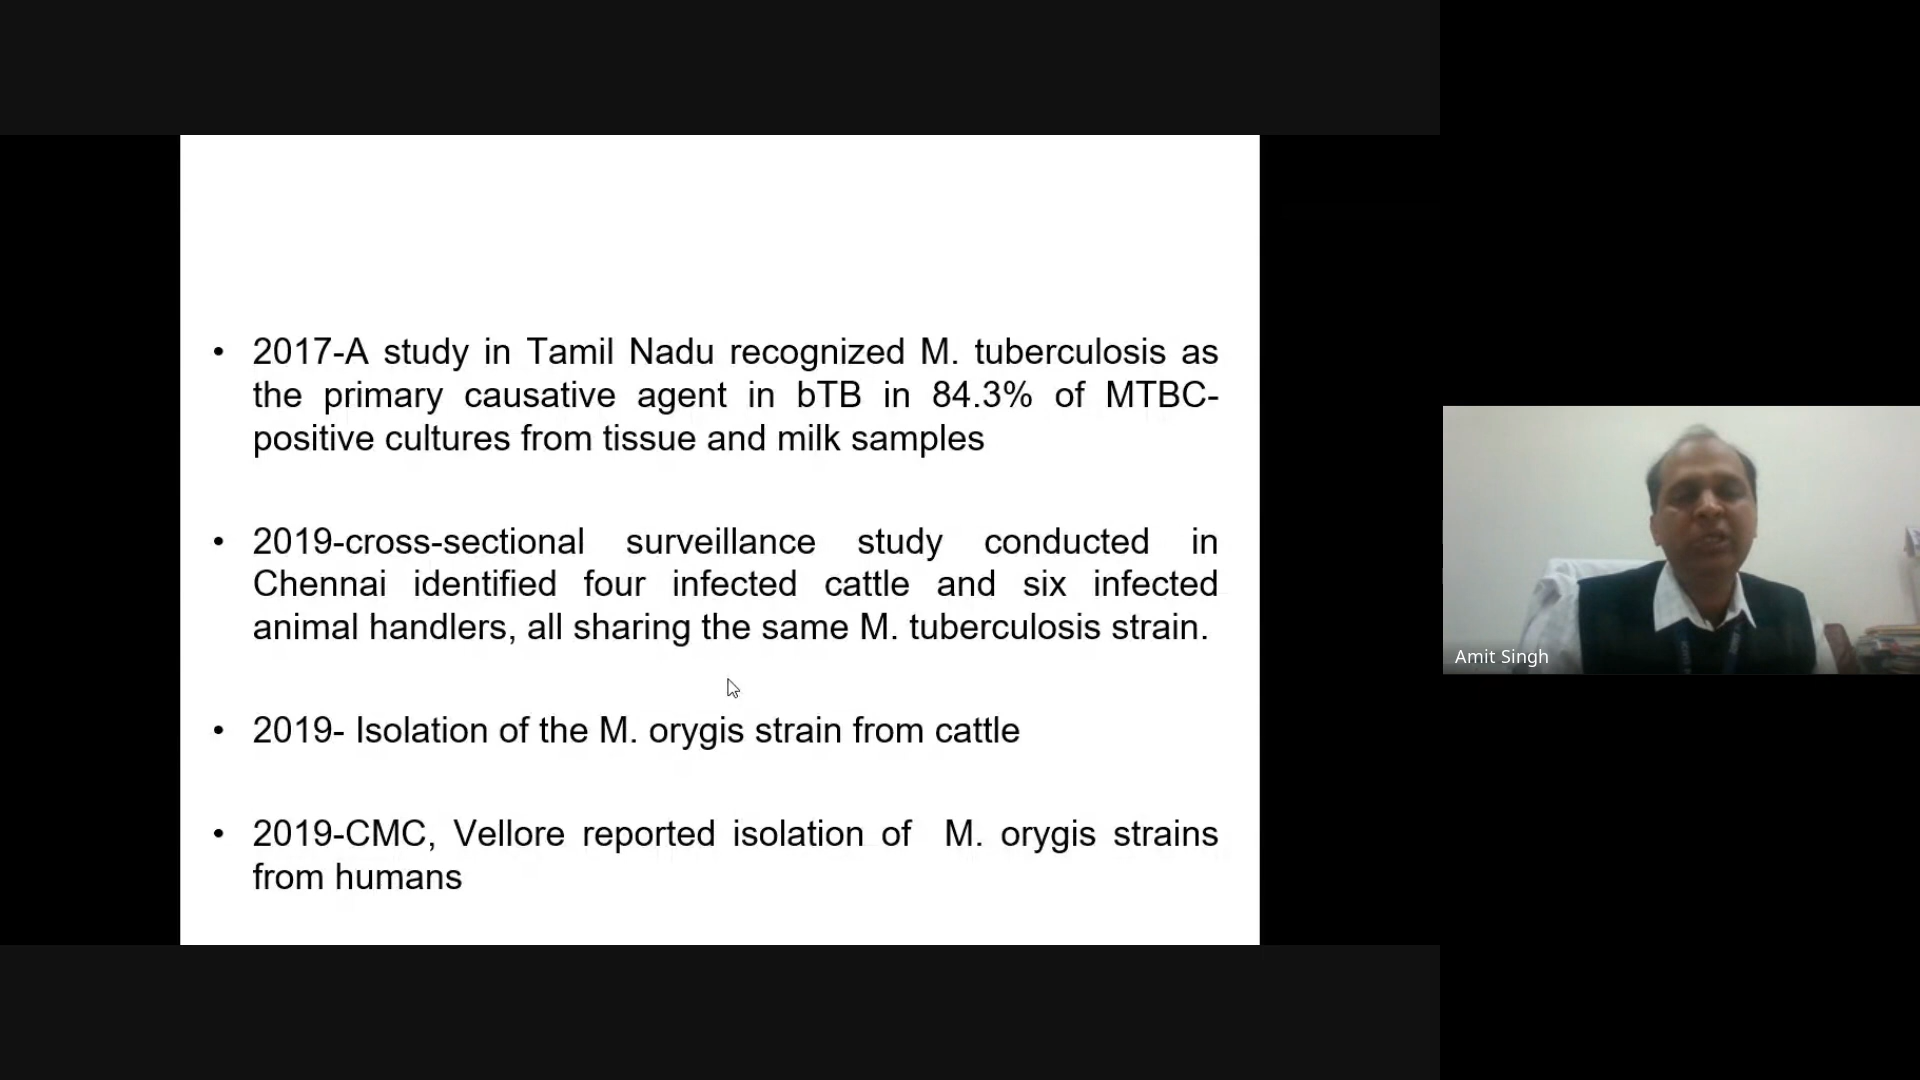 • 2017-A study in Tamil Nadu recognized M. tuberculosis as
the primary causative agent in bTB in 84.3% of MTBC-
positive cultures from tissue and milk samples
• 2019-cross-sectional surveillance study conducted in
Chennai identified four infected cattle and six infected
animal handlers, all sharing the same M. tuberculosis strain.
• 2019- Isolation of the M. orygis strain from cattle
• 2019-CMC, Vellore reported isolation of M. orygis strains
from humans
Amit Singh